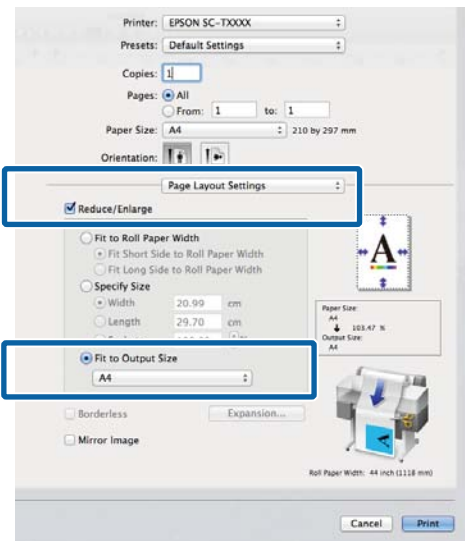 Printer: EPSON SC-TXXXX
Presets: Default Settings
Copies: 1
Pages: All
From: 1 to: 1
Paper Size: A4 210 by 297 mm
Orientation:
Page Layout Settings
Reduce/Enlarge
Fit to Roll Paper Width
Fit Short Side to Roll Paper Width
Fit Long Side to Roll Paper Width
Specify Size
Width 20.99 cm
Length 29.70 cm
Fit to Output Size
A4
Borderless Expansion...
Mirror Image
A
Paper Size:
A4
103.47 %
Output Size:
A4
Roll Paper Width: 44 inch (1118 mm)
Cancel Print